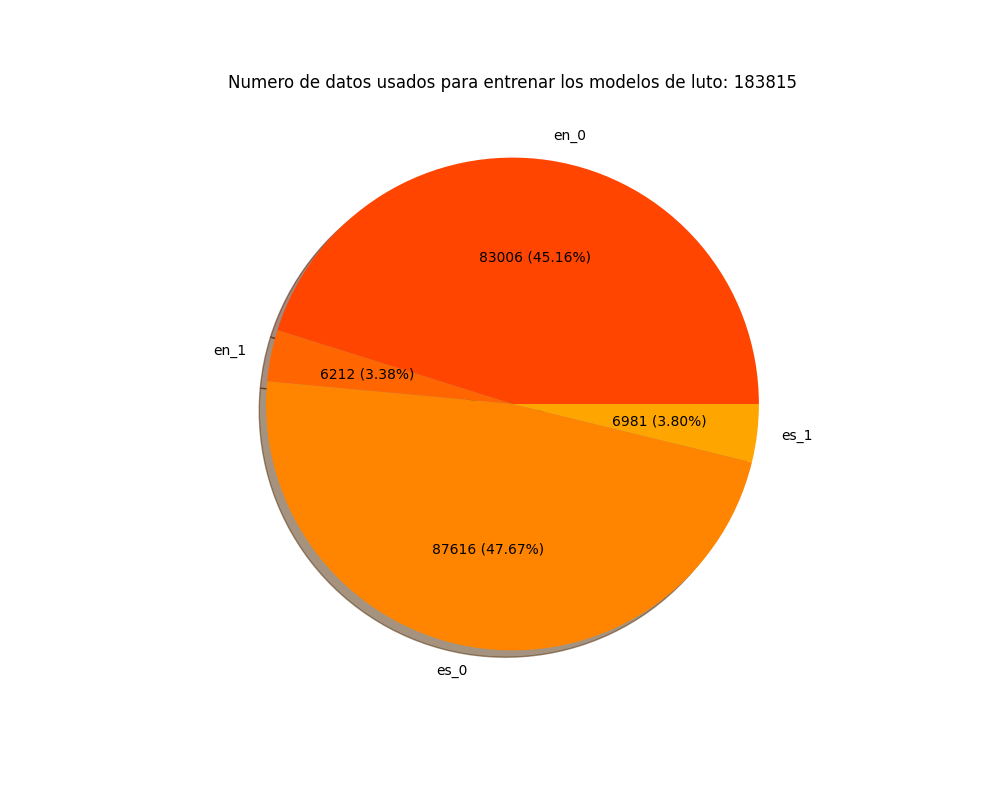 Numero de datos usados para entrenar los modelos de luto: 183815
en_0
83006 (45.16%)
en_1
6212 (3.38%)
6981 (3.80%)
es_1
87616 (47.67%)
es_0